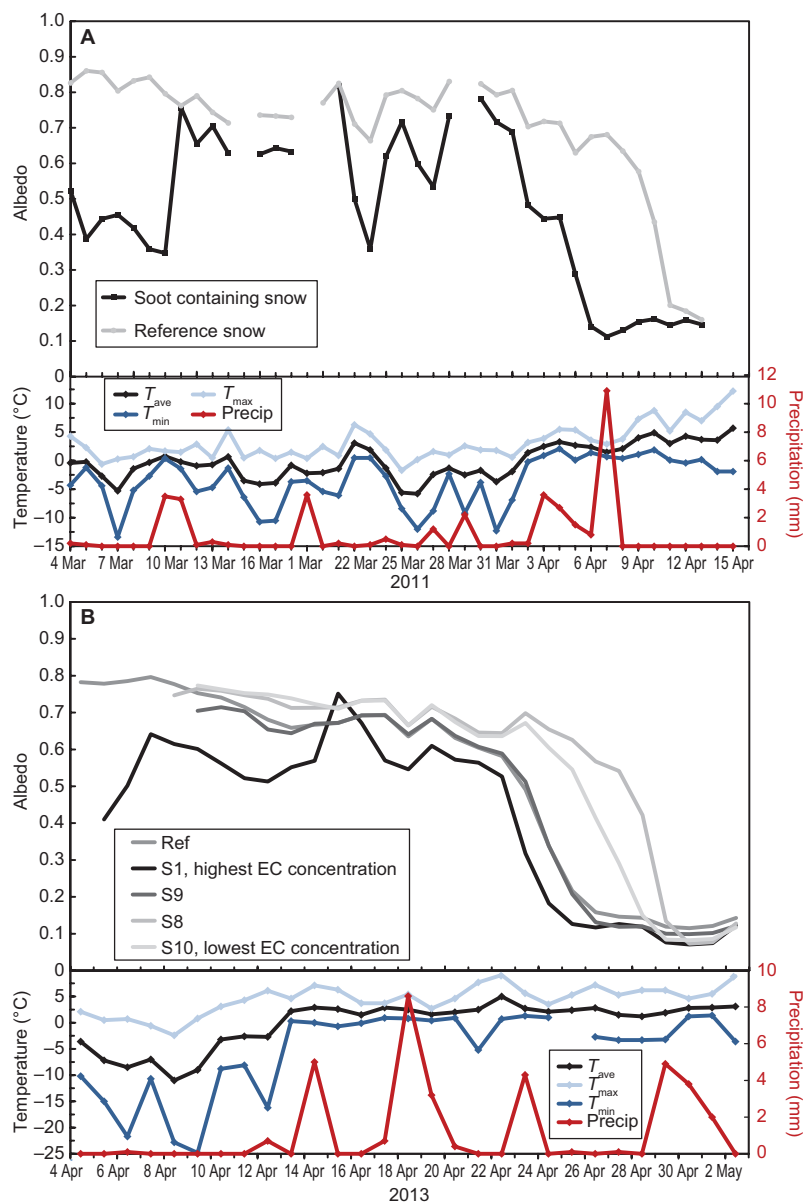 A
1.0
0.9
0.8
0.7
0.6
0.5
0.4
0.3
0.2
0.1
0
Albedo
Soot containing snow
Reference snow
Tave
Tmax
Tmin
Precip
10
5
0
–5
–10
–15
Temperature (°C)
12
10
8
6
4
2
0
Precipitation (mm)
4 Mar 7 Mar 10 Mar 13 Mar 16 Mar 1 Mar 22 Mar 25 Mar 28 Mar 31 Mar 3 Apr 6 Apr 9 Apr 12 Apr 15 Apr
2011
B
1.0
0.9
0.8
0.7
0.6
0.5
0.4
0.3
0.2
0.1
0
Albedo
Ref
S1, highest EC concentration
S9
S8
S10, lowest EC concentration
5
0
–5
–10
–15
–20
–25
Temperature (°C)
Tave
Tmax
Tmin
Precip
10
8
6
4
2
0
Precipitation (mm)
4 Apr 6 Apr 8 Apr 10 Apr 12 Apr 14 Apr 16 Apr 18 Apr 20 Apr 22 Apr 24 Apr 26 Apr 28 Apr 30 Apr 2 May
2013